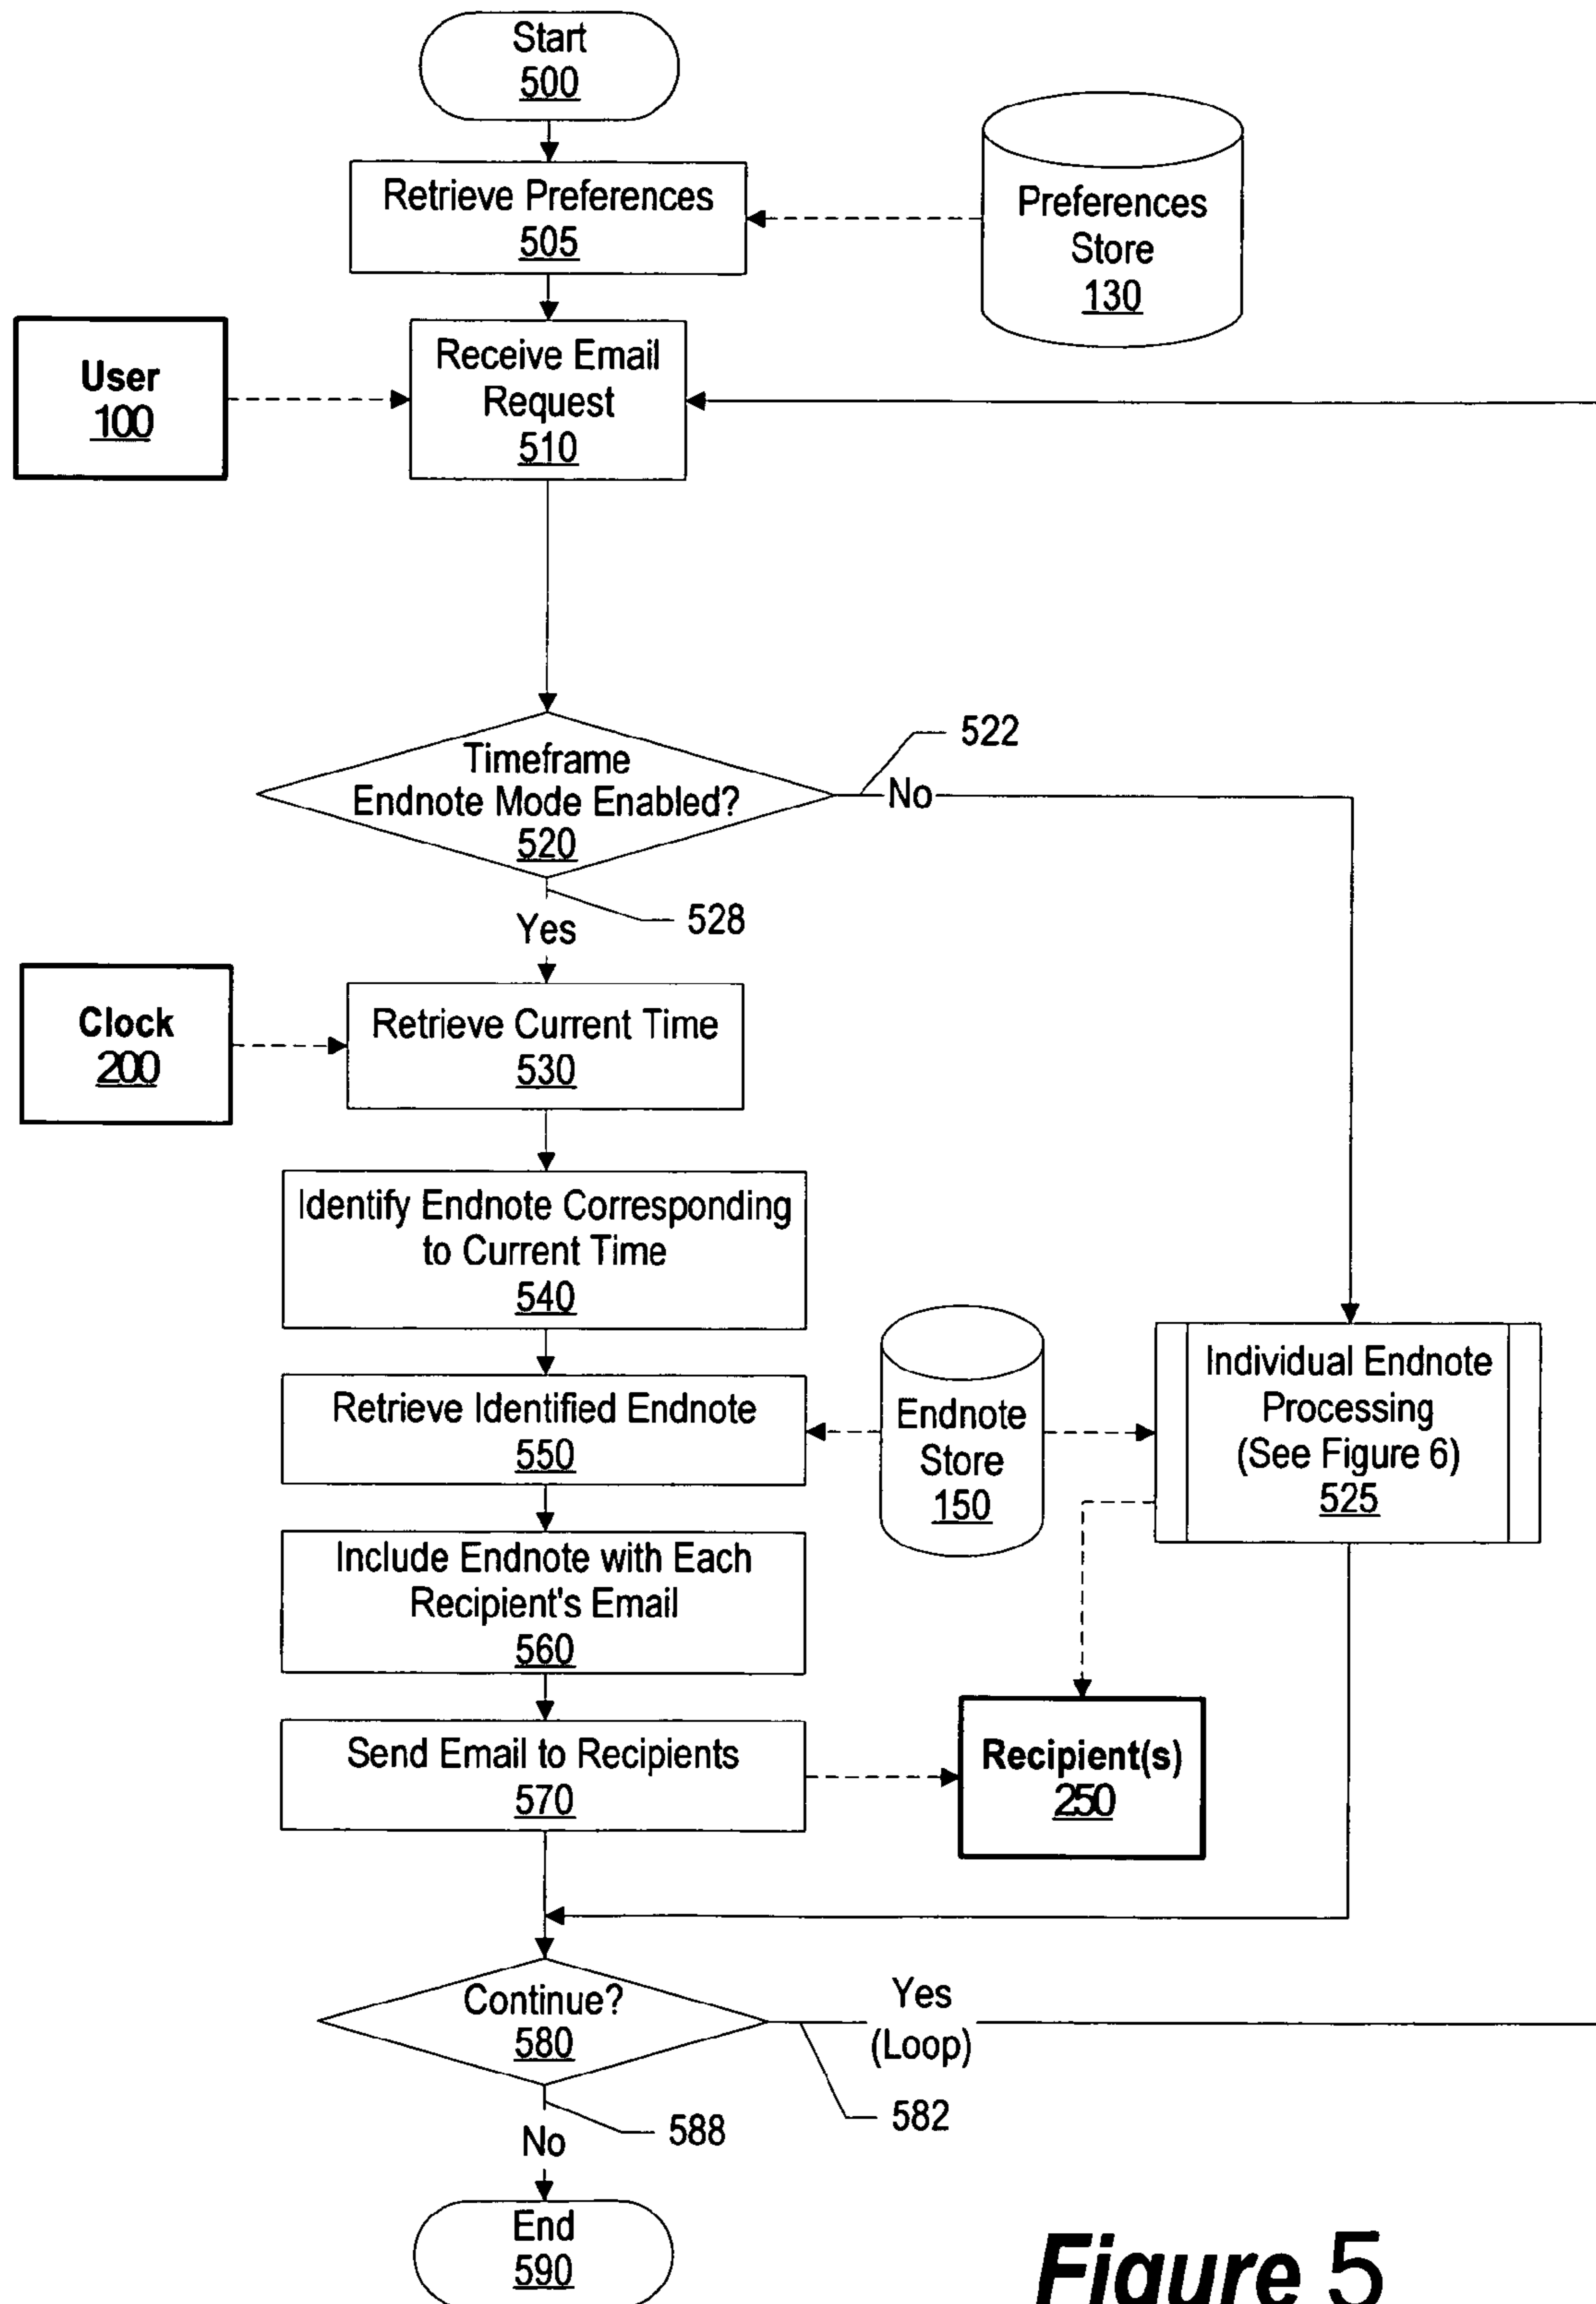 Start
500
Retrieve Preferences
505
Preferences
Store
130
User
100
Receive Email
Request
510
Timeframe
Endnote Mode Enabled?
520
522
No
528
Yes
Clock
200
Retrieve Current Time
530
Identify Endnote Corresponding
to Current Time
540
Retrieve Identified Endnote
550
Endnote
Store
150
Individual Endnote
Processing
(See Figure 6)
525
Include Endnote with Each
Recipient's Email
560
Send Email to Recipients
570
Recipient(s)
250
Continue?
580
Yes
(Loop)
582
588
No
End
590
Figure 5